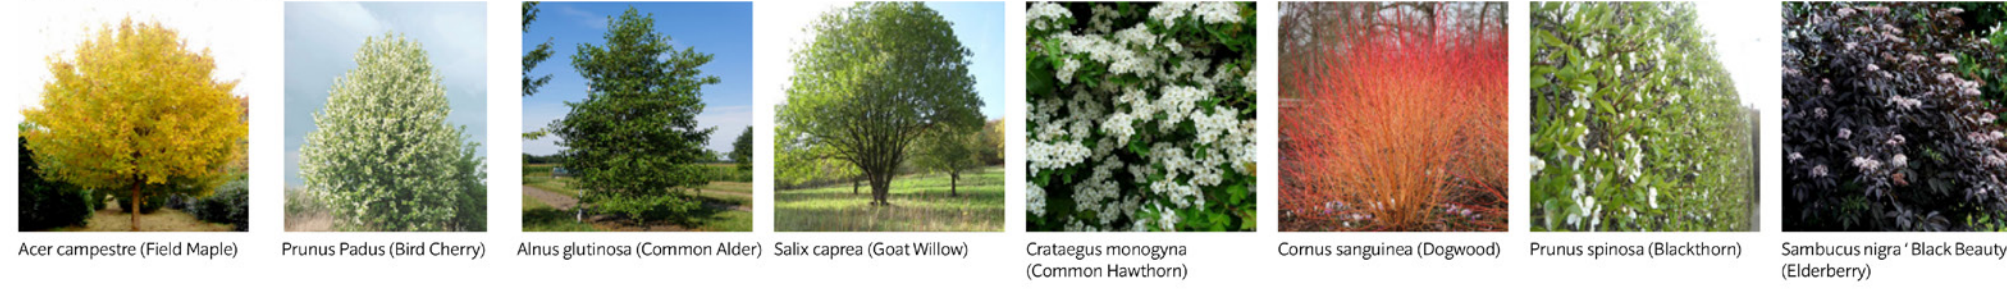 Acer campestre (Field Maple)
Prunus Padus (Bird Cherry)
Alnus glutinosa (Common Alder)
Salix caprea (Goat Willow)
Crataegus monogyna
(Common Hawthorn)
Cornus sanguinea (Dogwood)
Prunus spinosa (Blackthorn)
Sambucus nigra ‘ Black Beauty
(Elderberry)